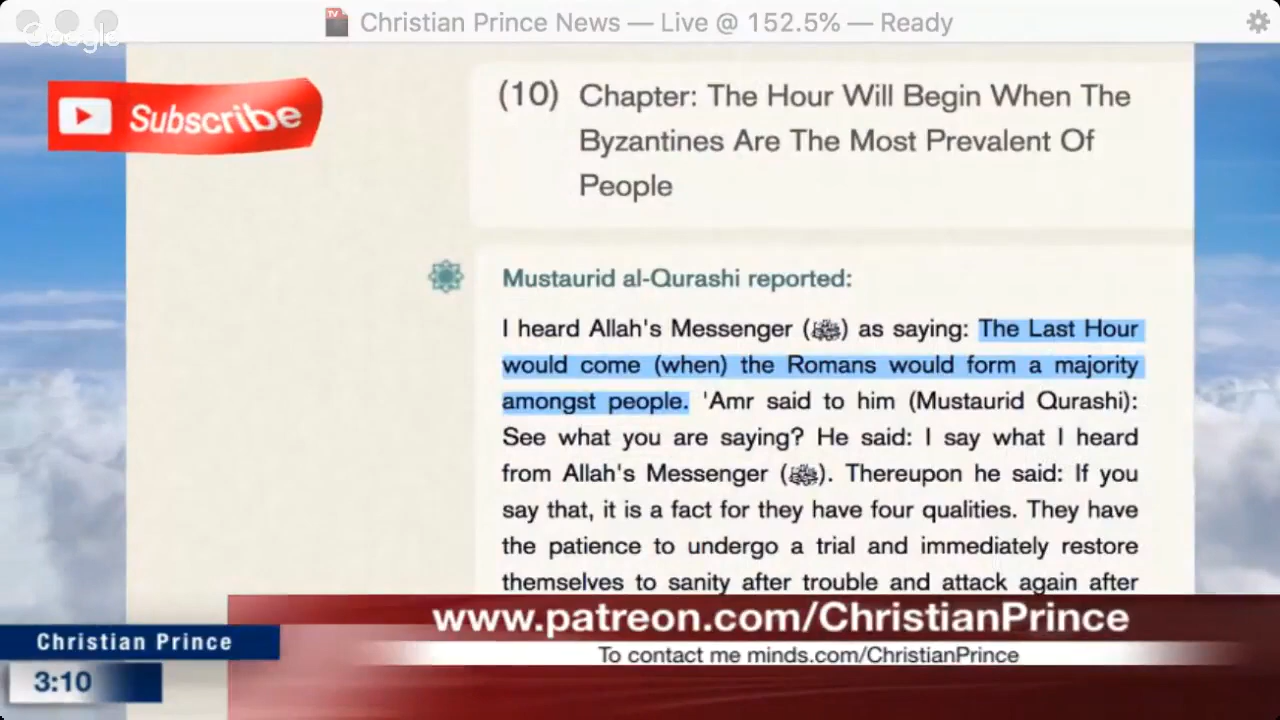 Christian Prince News — Live @ 152.5% — Ready
Google
Subscribe
(10) Chapter: The Hour Will Begin When The
Byzantines Are The Most Prevalent Of
People
Mustaurid al-Qurashi reported:
I heard Allah's Messenger (ﷺ) as saying: The Last Hour
would come (when) the Romans would form a majority
amongst people. 'Amr said to him (Mustaurid Qurashi):
See what you are saying? He said: I say what I heard
from Allah's Messenger (ﷺ). Thereupon he said: If you
say that, it is a fact for they have four qualities. They have
the patience to undergo a trial and immediately restore
themselves to sanity after trouble and attack again after
www.patreon.com/ChristianPrince
To contact me minds.com/ChristianPrince
Christian Prince
3:10